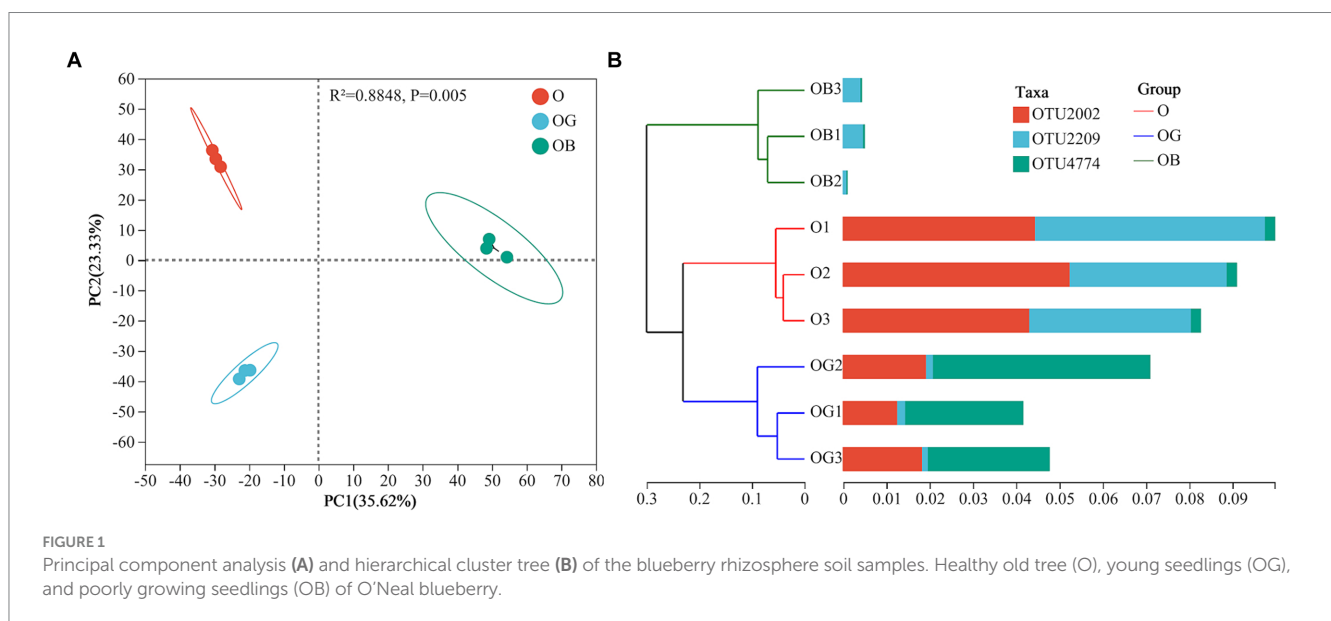 A
60
50
40
30
20
10
0
-10
-20
-30
-40
-50
-60
PC2(23.33%)
R²=0.8848, P=0.005
O
OG
OB
-50 -40 -30 -20 -10 0 10 20 30 40 50 60 70 80
PC1(35.62%)
B
OB3
OB1
OB2
O1
O2
O3
OG2
OG1
OG3
Taxa
OTU2002
OTU2209
OTU4774
Group
O
OG
OB
0.3 0.2 0.1 0
0 0.01 0.02 0.03 0.04 0.05 0.06 0.07 0.08 0.09
FIGURE 1
Principal component analysis (A) and hierarchical cluster tree (B) of the blueberry rhizosphere soil samples. Healthy old tree (O), young seedlings (OG),
and poorly growing seedlings (OB) of O'Neal blueberry.